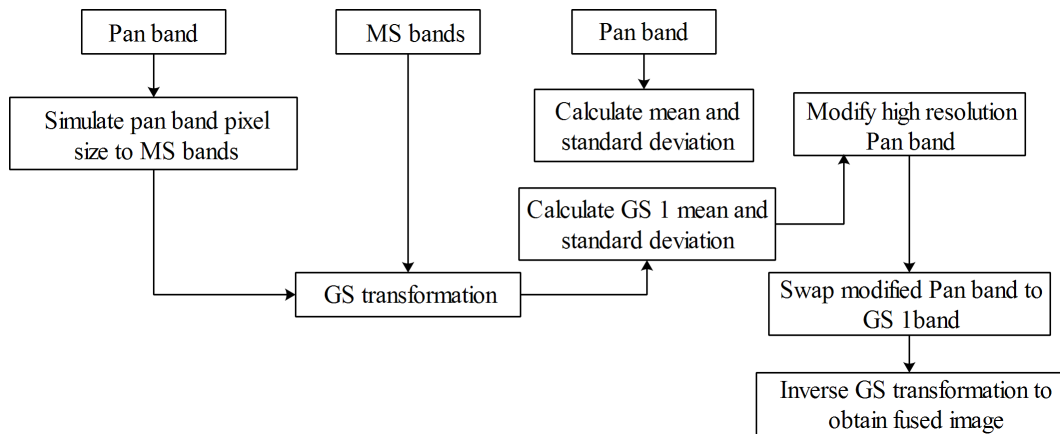 Pan band
MS bands
Pan band
Simulate pan band pixel
size to MS bands
Calculate mean and
standard deviation
Modify high resolution
Pan band
Calculate GS 1 mean and
standard deviation
GS transformation
Swap modified Pan band to
GS 1band
Inverse GS transformation to
obtain fused image